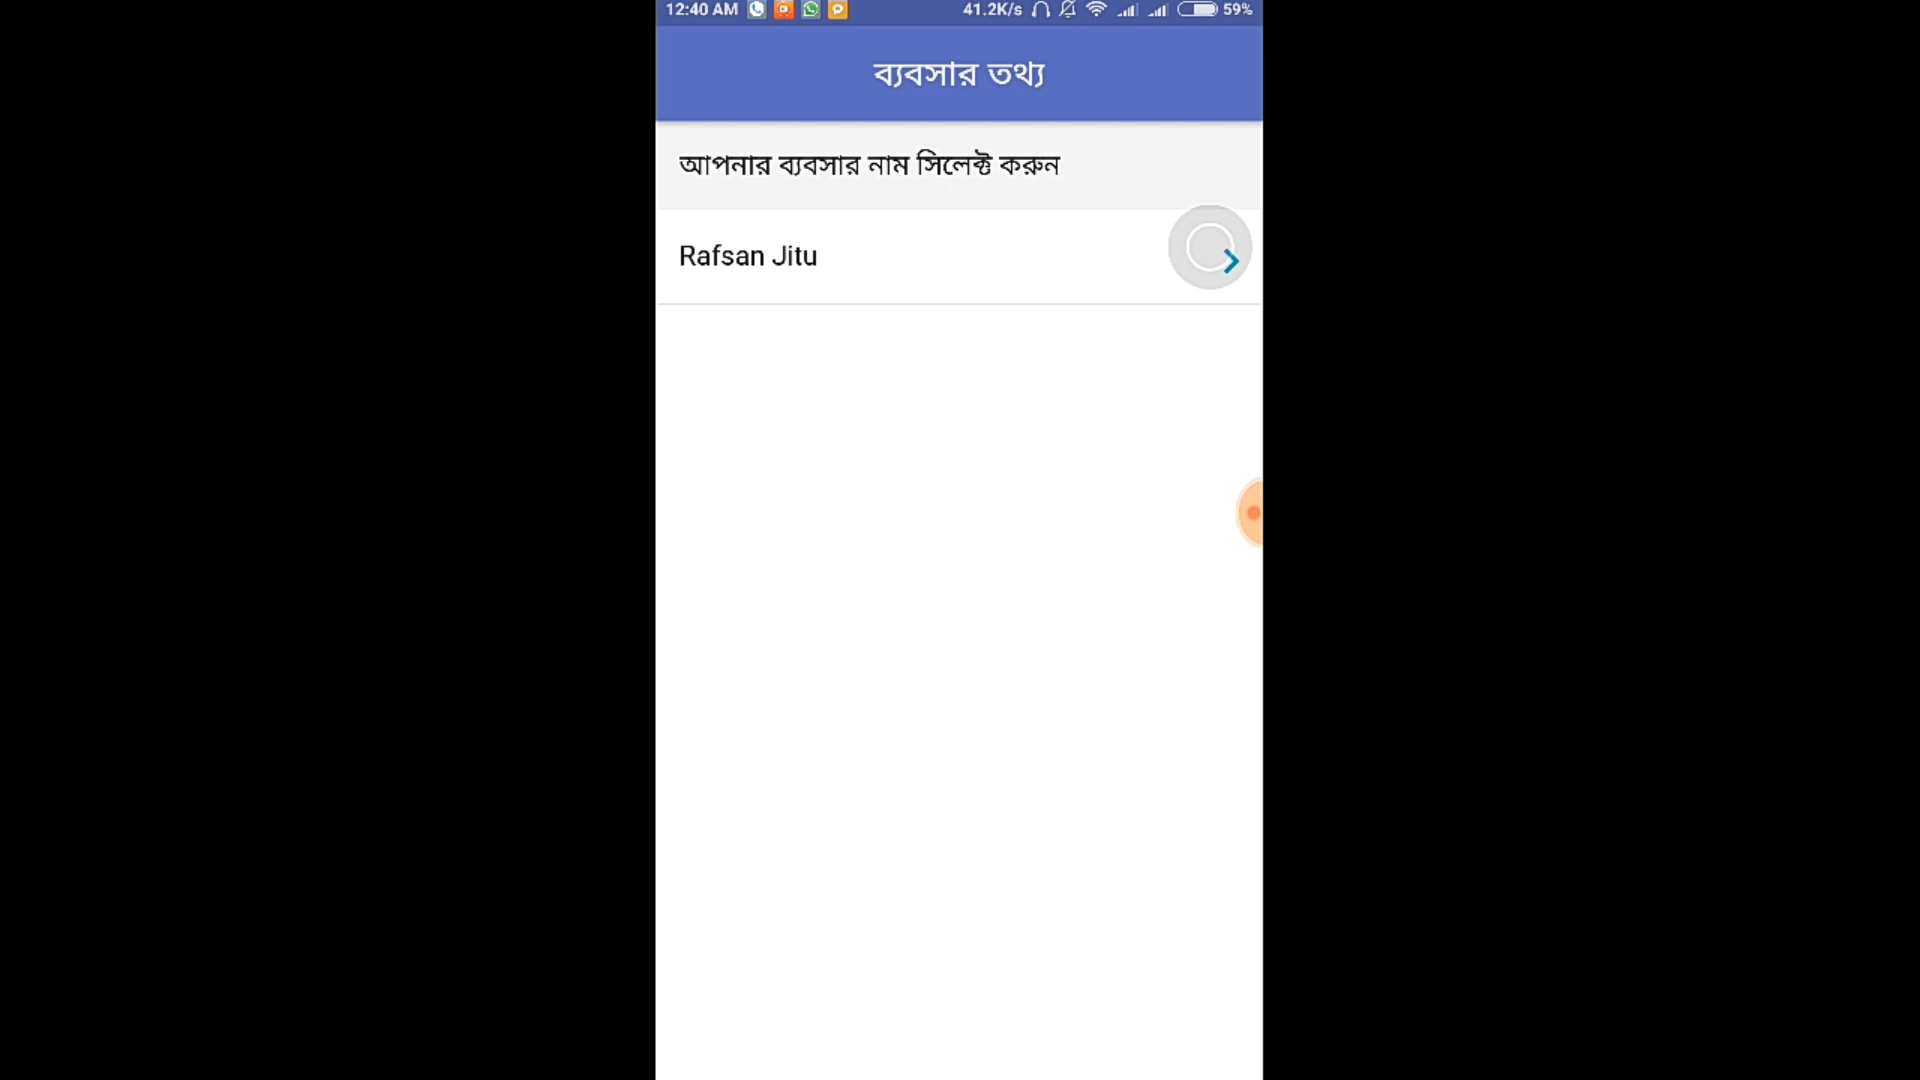 12:40 AM 41.2K/s 59%
ব্যবসার তথ্য
আপনার ব্যবসার নাম সিলেক্ট করুন
Rafsan Jitu